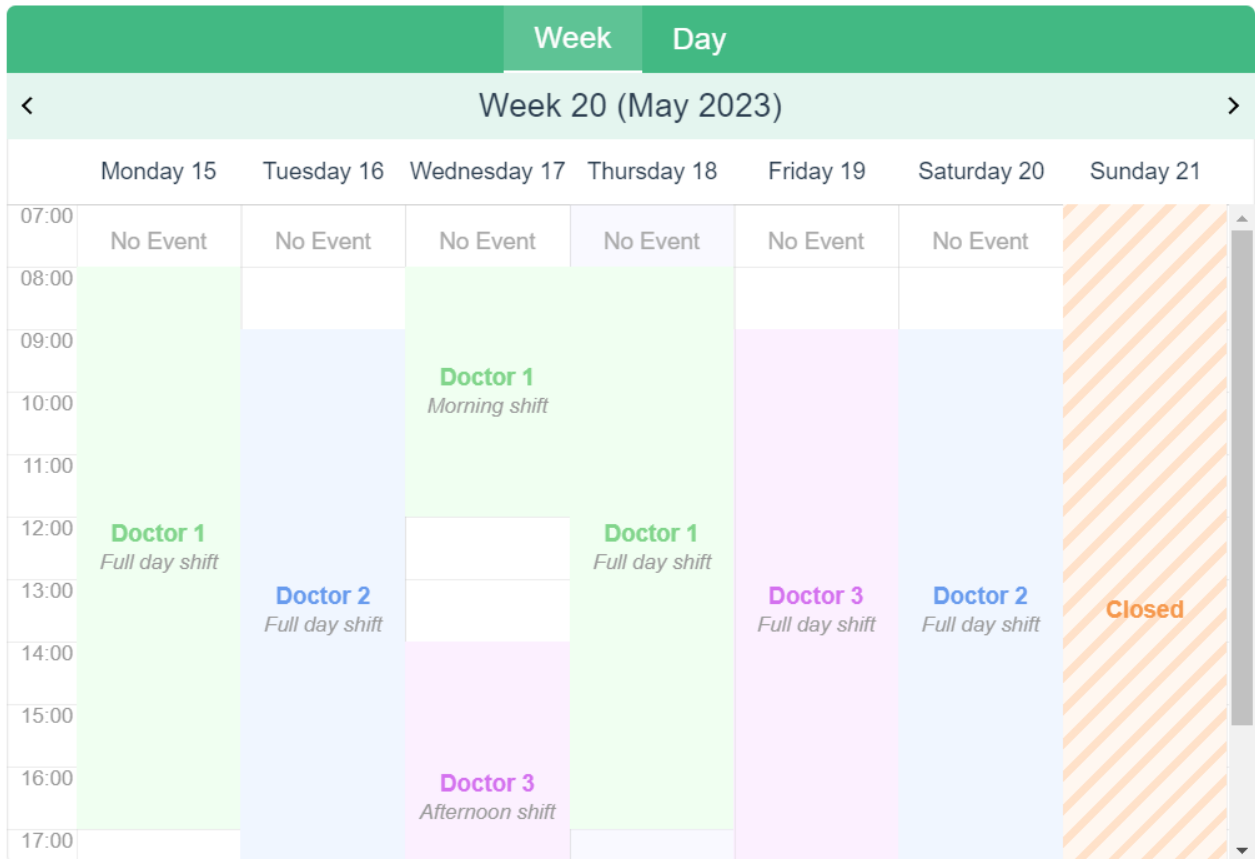 Week Day
Week 20 (May 2023)
Monday 15 Tuesday 16 Wednesday 17 Thursday 18 Friday 19 Saturday 20 Sunday 21
07:00
No Event No Event No Event No Event No Event No Event
08:00
09:00
Doctor 1
Morning shift
10:00
11:00
12:00
Doctor 1 Doctor 1
Full day shift Full day shift
13:00
Doctor 2 Doctor 3 Doctor 2 Closed
Full day shift Full day shift Full day shift
14:00
15:00
16:00
Doctor 3
Afternoon shift
17:00